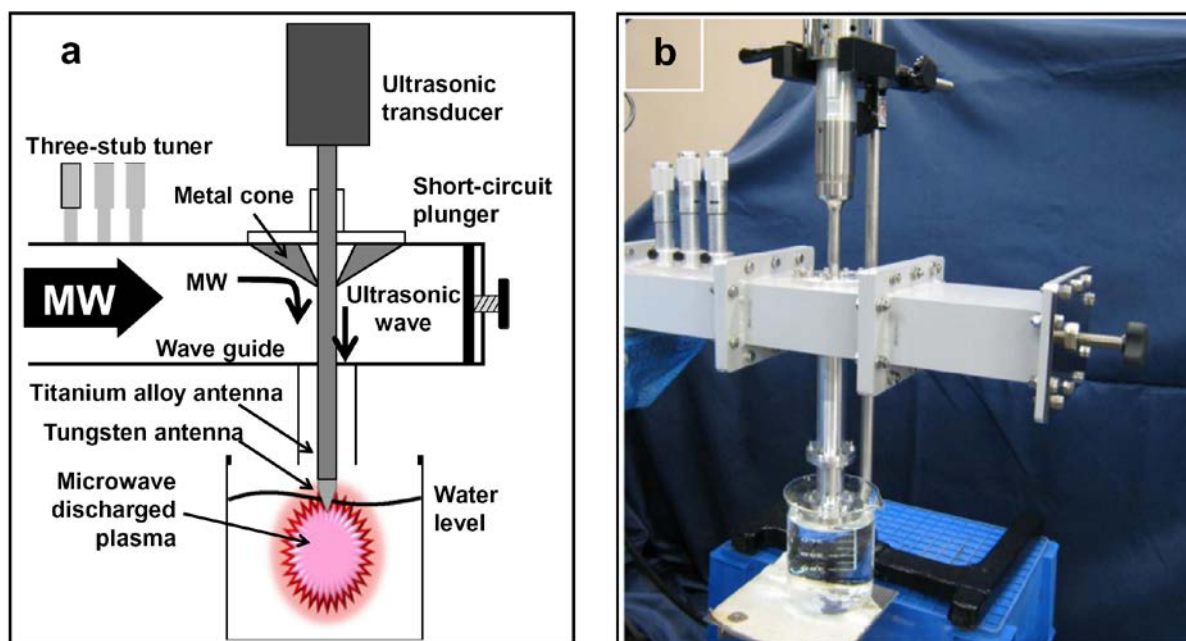 a
Ultrasonic
transducer
Three-stub tuner
Metal cone
Short-circuit
plunger
MW
MW
Ultrasonic
wave
Wave guide
Titanium alloy antenna
Tungsten antenna
Microwave
discharged
plasma
Water
level
b